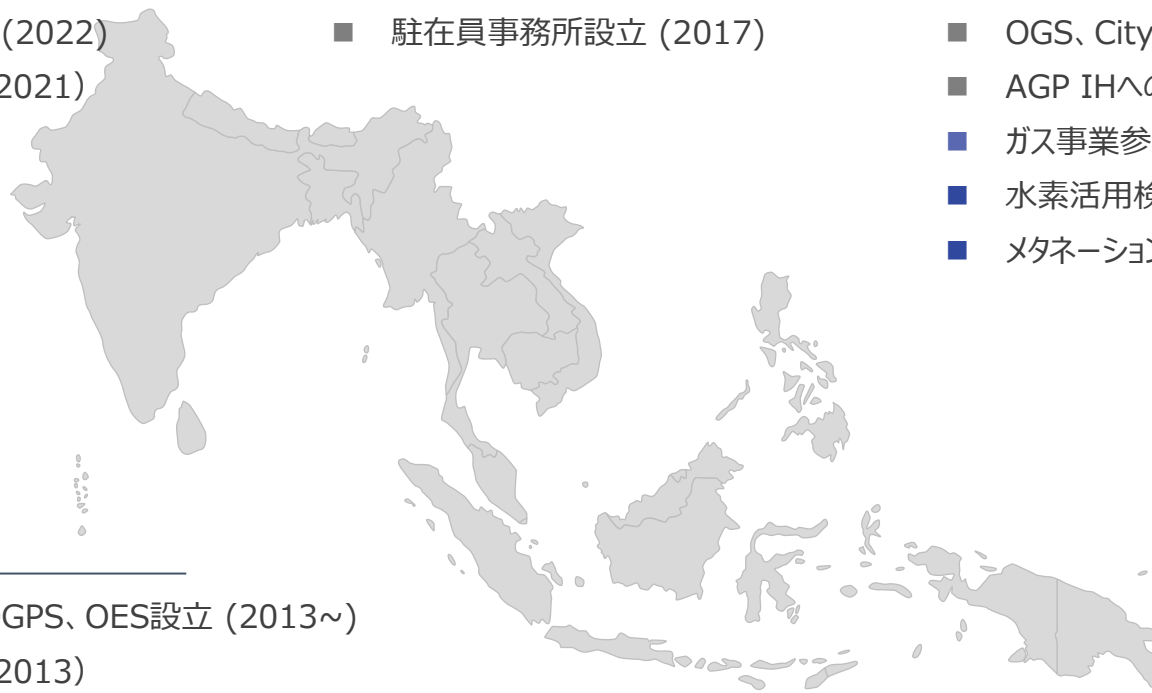 (2022)
2021)
■ 駐在員事務所設立 (2017)
■ OGS、City
■ AGP IHへの
■ ガス事業参
■ 水素活用検
■ メタネーション
GPS、OES設立 (2013~)
2013)